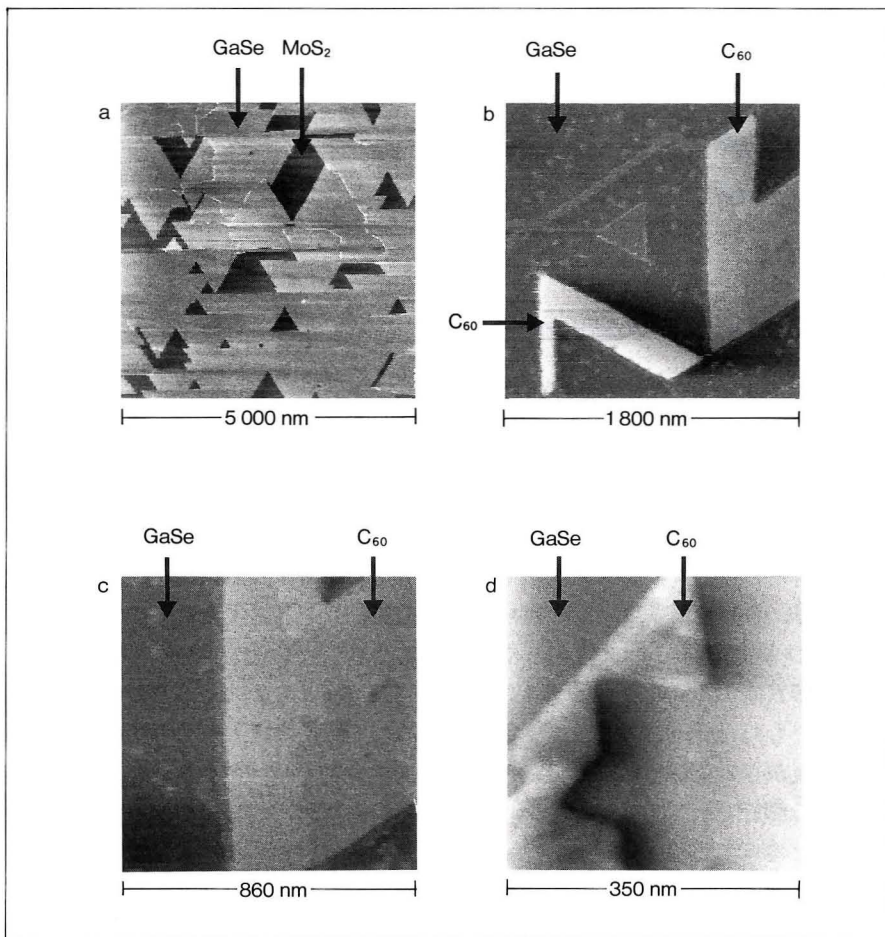 GaSe MoS₂
a
5 000 nm
GaSe C₆₀
b
C₆₀
1 800 nm
GaSe C₆₀
c
860 nm
GaSe C₆₀
d
350 nm